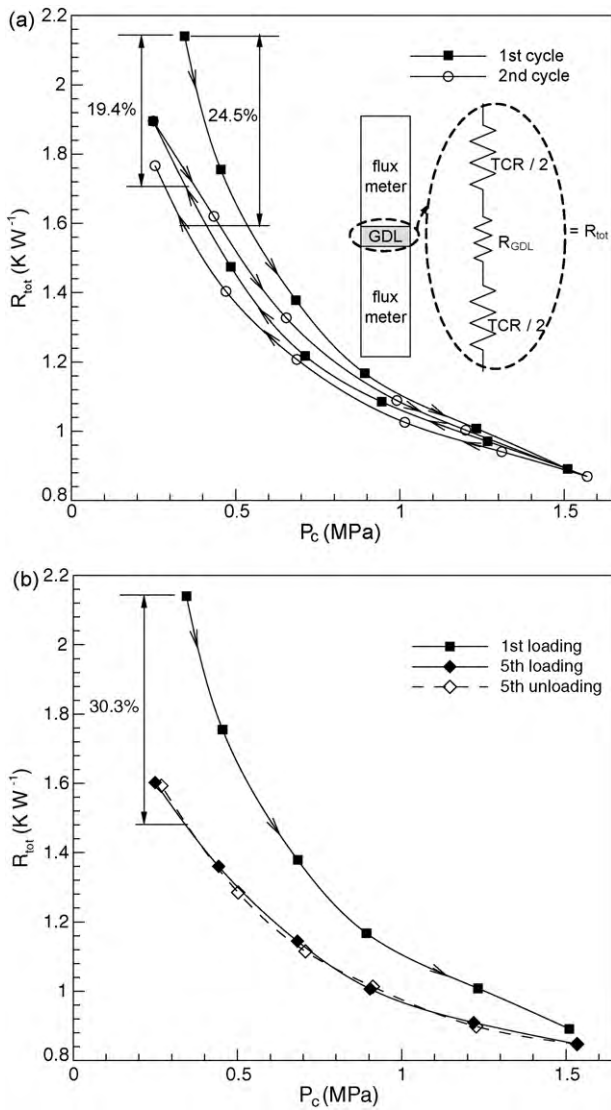 (a)
2.2
2
1.8
1.6
1.4
1.2
1
0.8
R_tot (K W⁻¹)
19.4%
24.5%
1st cycle
2nd cycle
flux meter
GDL
flux meter
TCR / 2
R_GDL
TCR / 2
= R_tot
0 0.5 1 1.5
P_c (MPa)
(b)
2.2
2
1.8
1.6
1.4
1.2
1
0.8
R_tot (K W⁻¹)
30.3%
1st loading
5th loading
5th unloading
0 0.5 1 1.5
P_c (MPa)